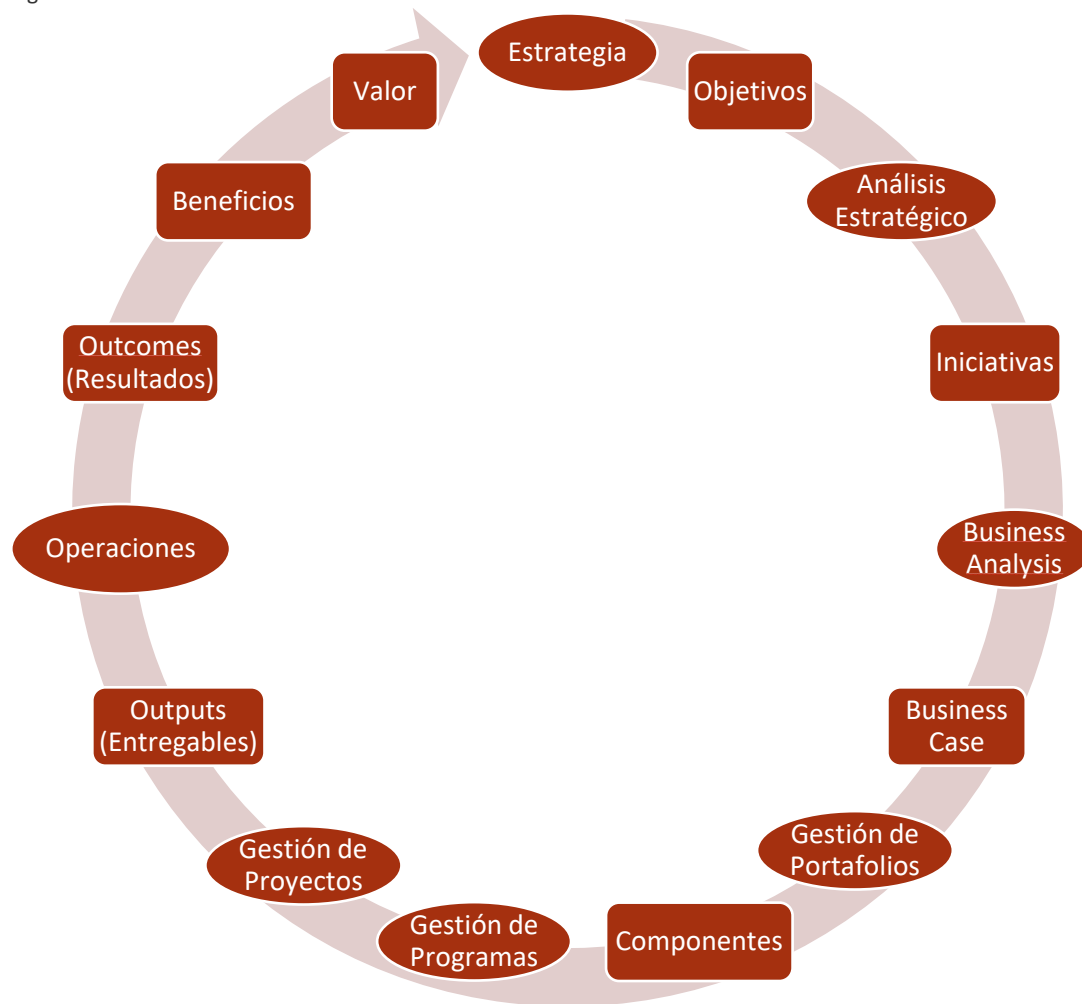 Estrategia
Objetivos
Análisis
Estratégico
Iniciativas
Business
Analysis
Business
Case
Gestión de
Portafolios
Componentes
Gestión de
Programas
Gestión de
Proyectos
Outputs
(Entregables)
Operaciones
Outcomes
(Resultados)
Beneficios
Valor